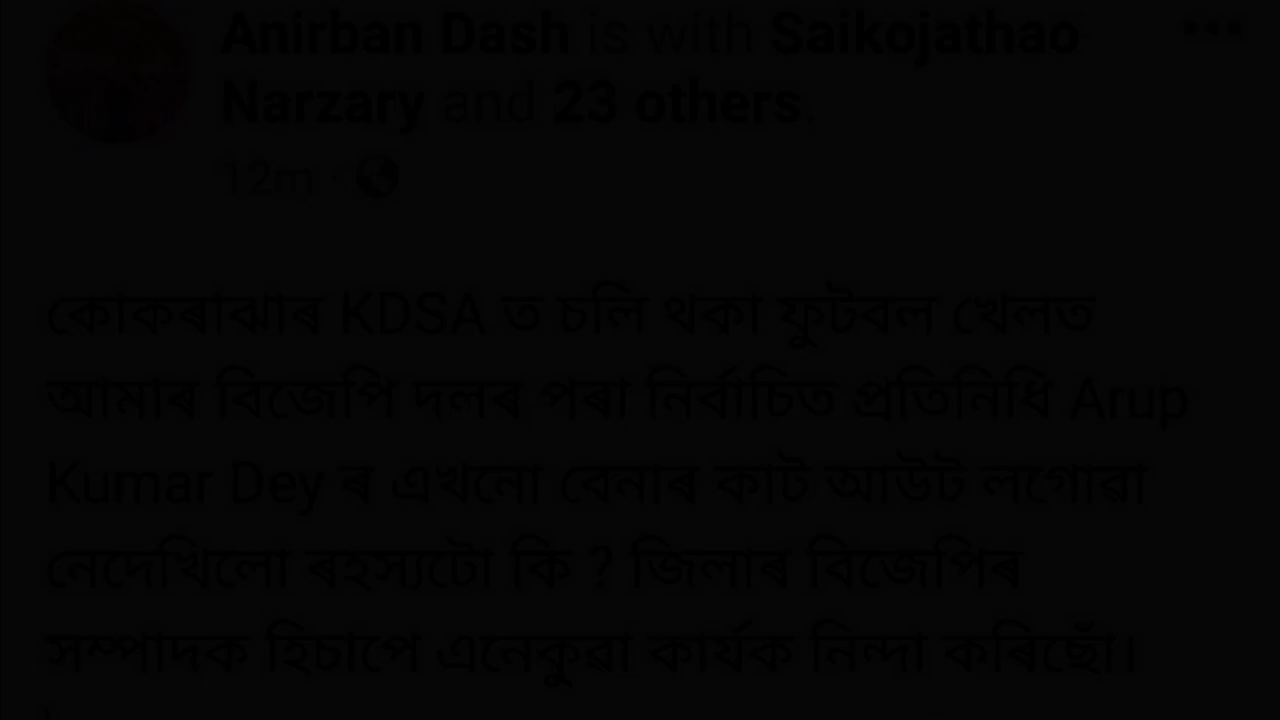 Anirban Dash is with Saikojathao
Narzary and 23 others.
12m
কোকৰাঝাৰ KDSA ত চলি থকা ফুটবল খেলত
আমাৰ বিজেপি দলৰ পৰা নিৰ্বাচিত প্ৰতিনিধি Arup
Kumar Dey ৰ এখনো বেনাৰ কাট আউট লগোৱা
নেদেখিলো ৰহস্যটো কি ? জিলাৰ বিজেপিৰ
সম্পাদক হিচাপে এনেকুৱা কাৰ্যক নিন্দা কৰিছোঁ।